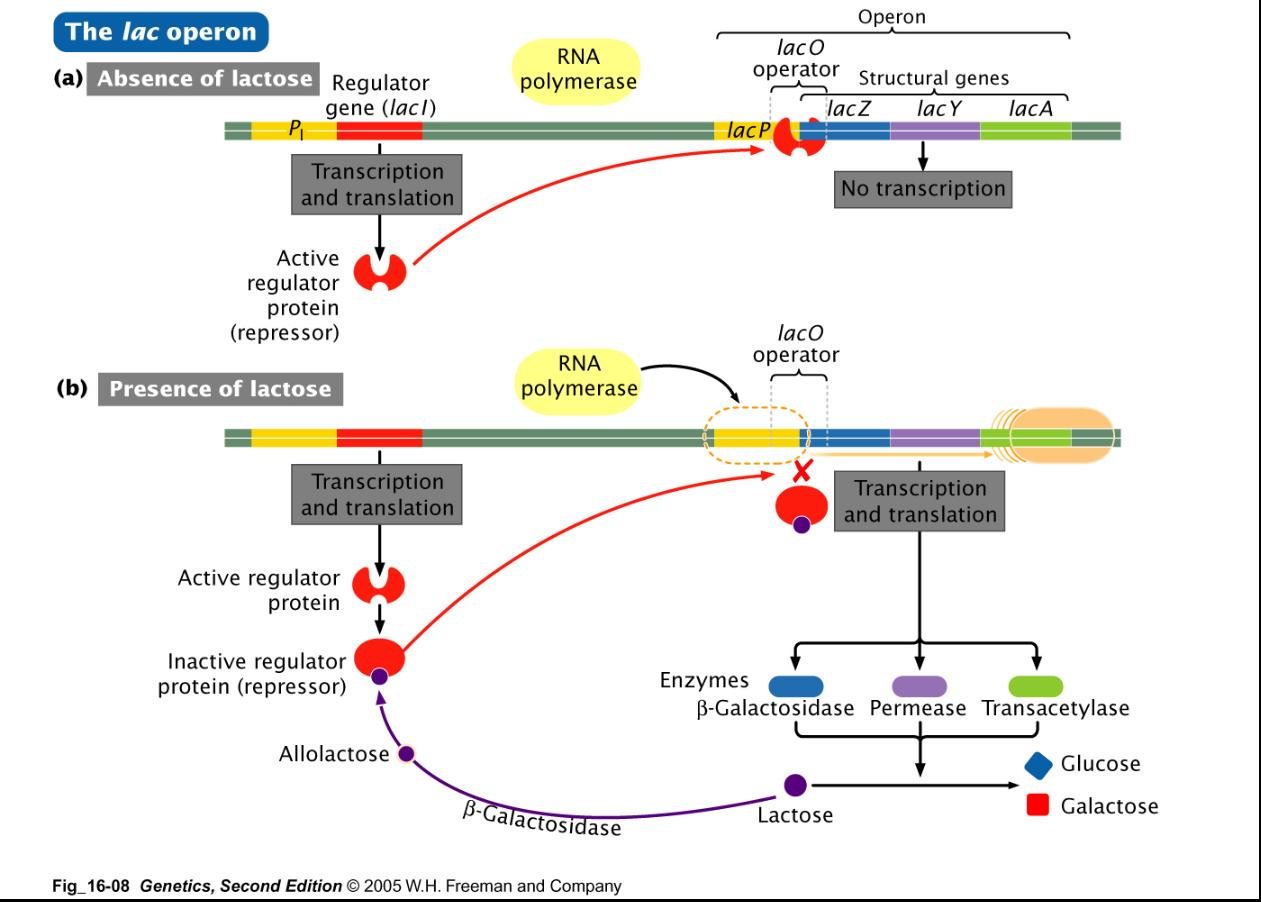 The lac operon
(a) Absence of lactose
Regulator
gene (lacI)
RNA
polymerase
Operon
lacO
operator
Structural genes
lacZ lacY lacA
PI
lacP
Transcription
and translation
No transcription
Active
regulator
protein
(repressor)
(b) Presence of lactose
RNA
polymerase
lacO
operator
Transcription
and translation
Transcription
and translation
Active regulator
protein
Inactive regulator
protein (repressor)
Enzymes
β-Galactosidase Permease Transacetylase
Allolactose
β-Galactosidase
Lactose
Glucose
Galactose
Fig_16-08 Genetics, Second Edition © 2005 W.H. Freeman and Company